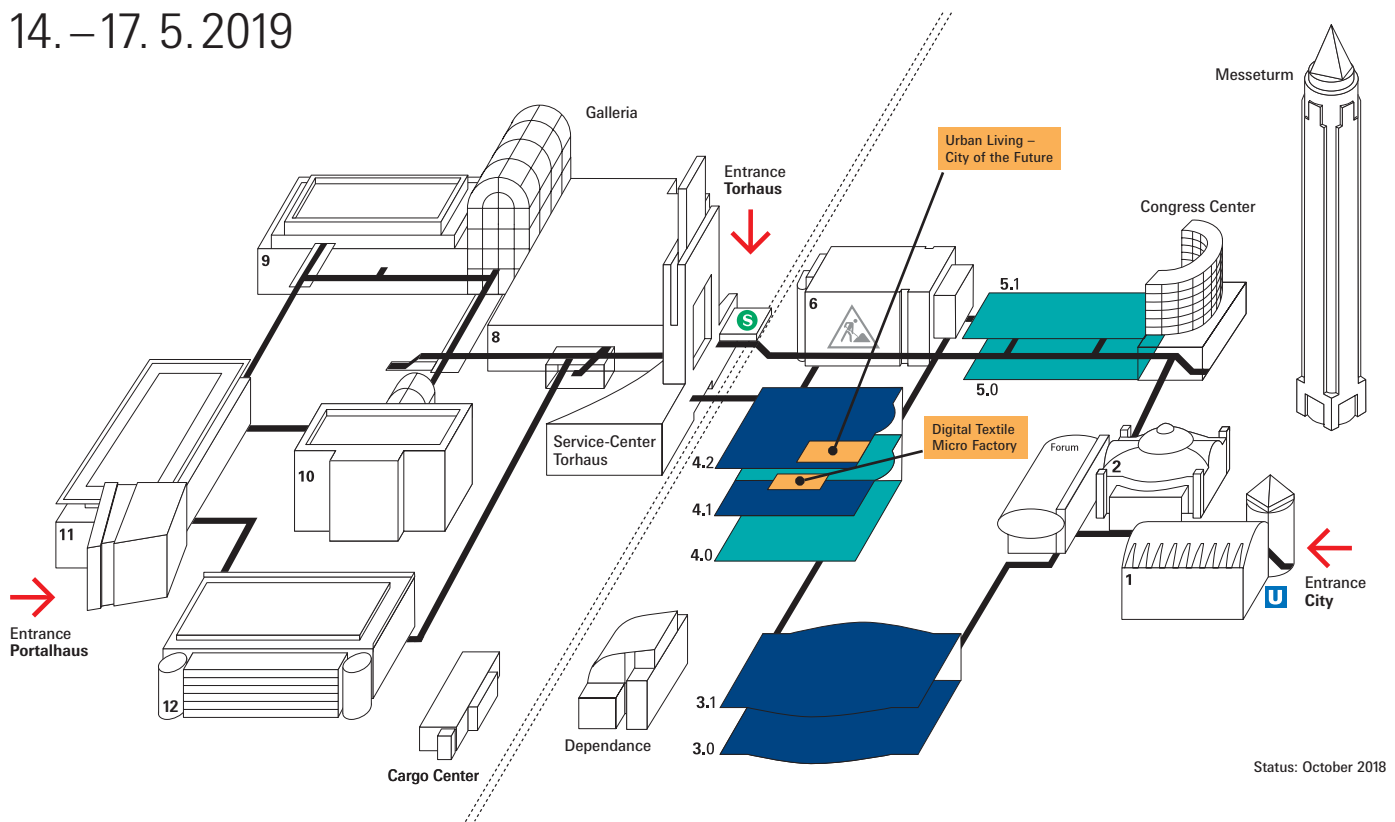 14. – 17. 5. 2019
Messeturm
Galleria
Urban Living –
City of the Future
Entrance
Torhaus
Congress Center
9
5.1
6
S
8
5.0
Digital Textile
Micro Factory
Service-Center
Torhaus
Forum
4.2
2
10
4.1
11
4.0
1
Entrance
City
U
Entrance
Portalhaus
12
3.1
3.0
Dependance
Cargo Center
Status: October 2018